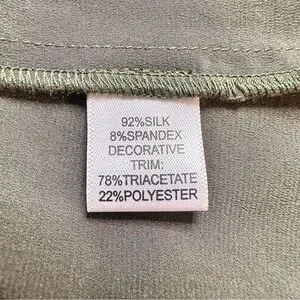 92%SILK
8%SPANDEX
DECORATIVE
TRIM:
78%TRIACETATE
22%POLYESTER